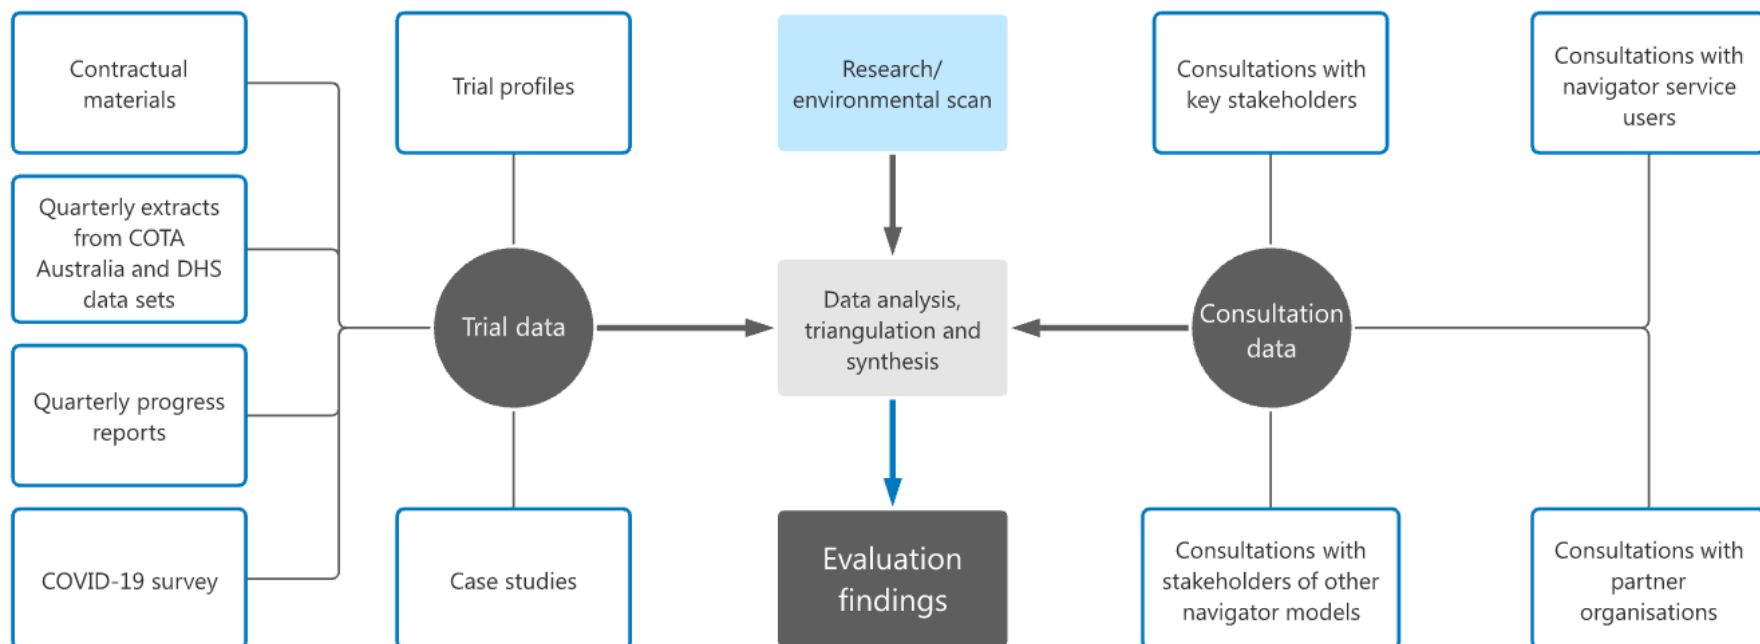 Contractual
materials
Trial profiles
Research/
environmental scan
Consultations with
key stakeholders
Consultations with
navigator service
users
Quarterly extracts
from COTA
Australia and DHS
data sets
Trial data
Data analysis,
triangulation and
synthesis
Consultation
data
Quarterly progress
reports
COVID-19 survey
Case studies
Evaluation
findings
Consultations with
stakeholders of other
navigator models
Consultations with
partner
organisations